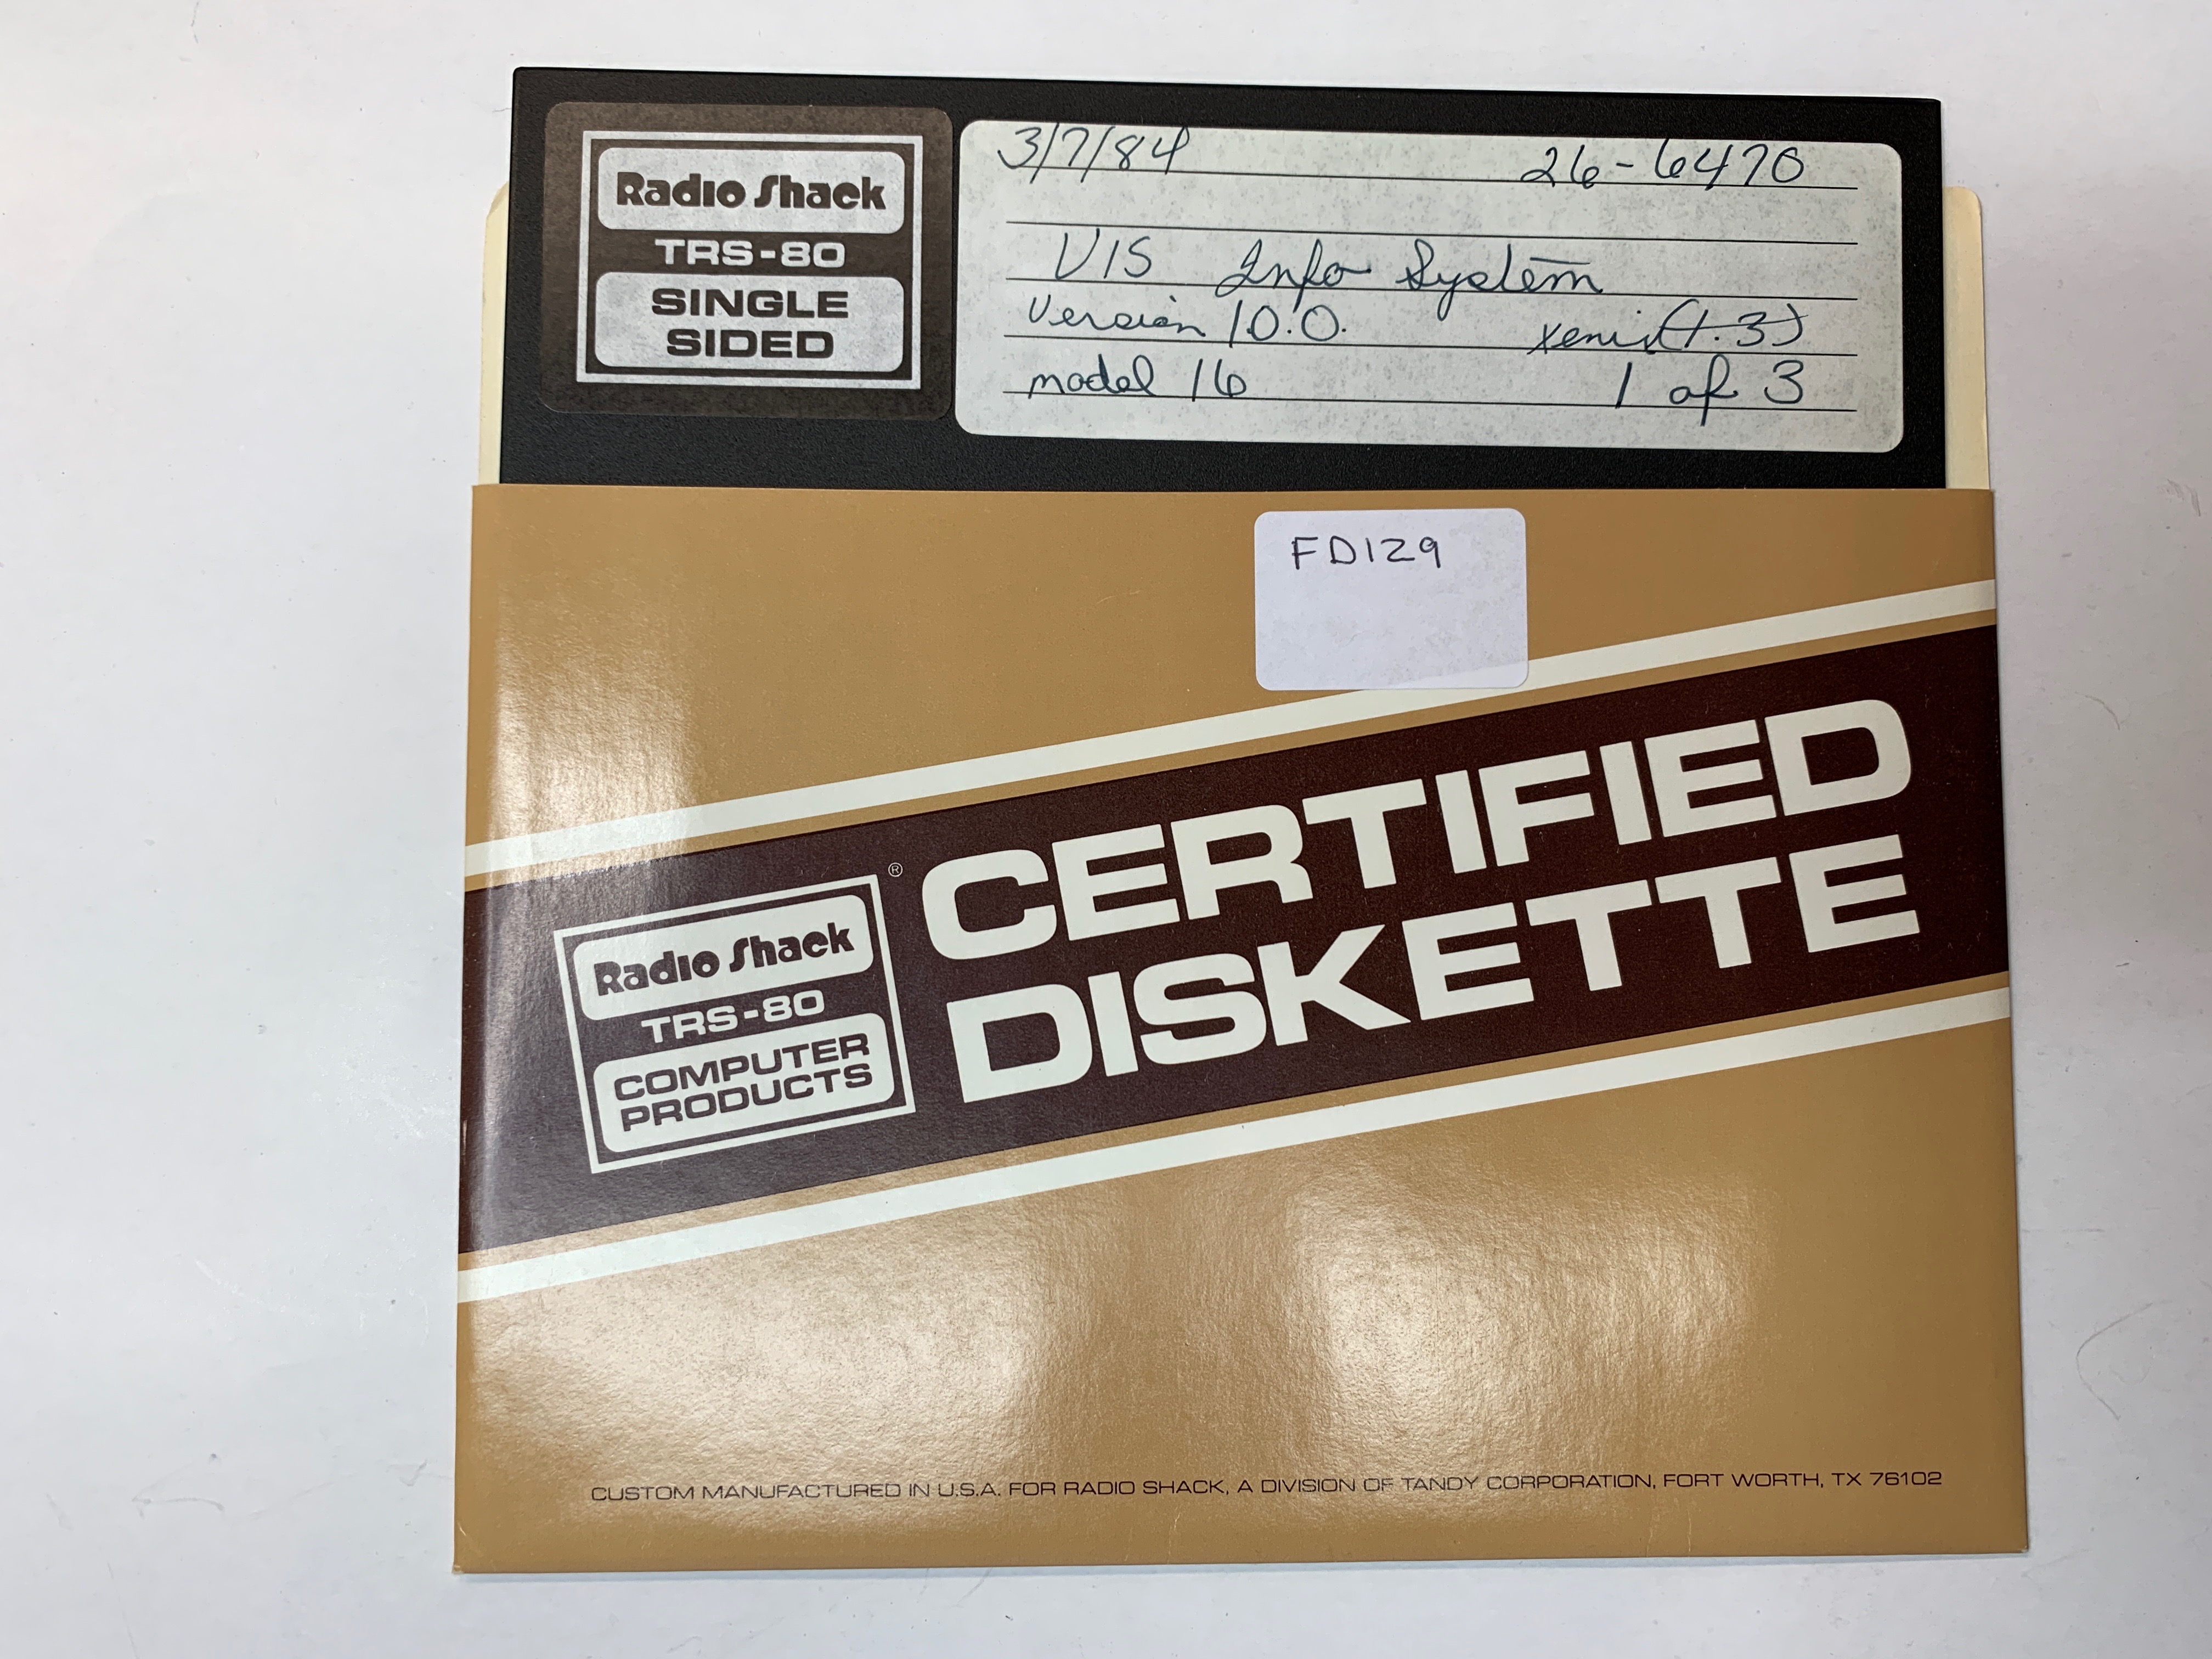 Radio Shack
TRS-80
SINGLE
SIDED
3/7/84 26-6470
VIS Info System
Version 10.0. xenix (1.3)
model 16 1 of 3
FD129
CERTIFIED
DISKETTE
®
Radio Shack
TRS-80
COMPUTER
PRODUCTS
CUSTOM MANUFACTURED IN U.S.A. FOR RADIO SHACK, A DIVISION OF TANDY CORPORATION, FORT WORTH, TX 76102